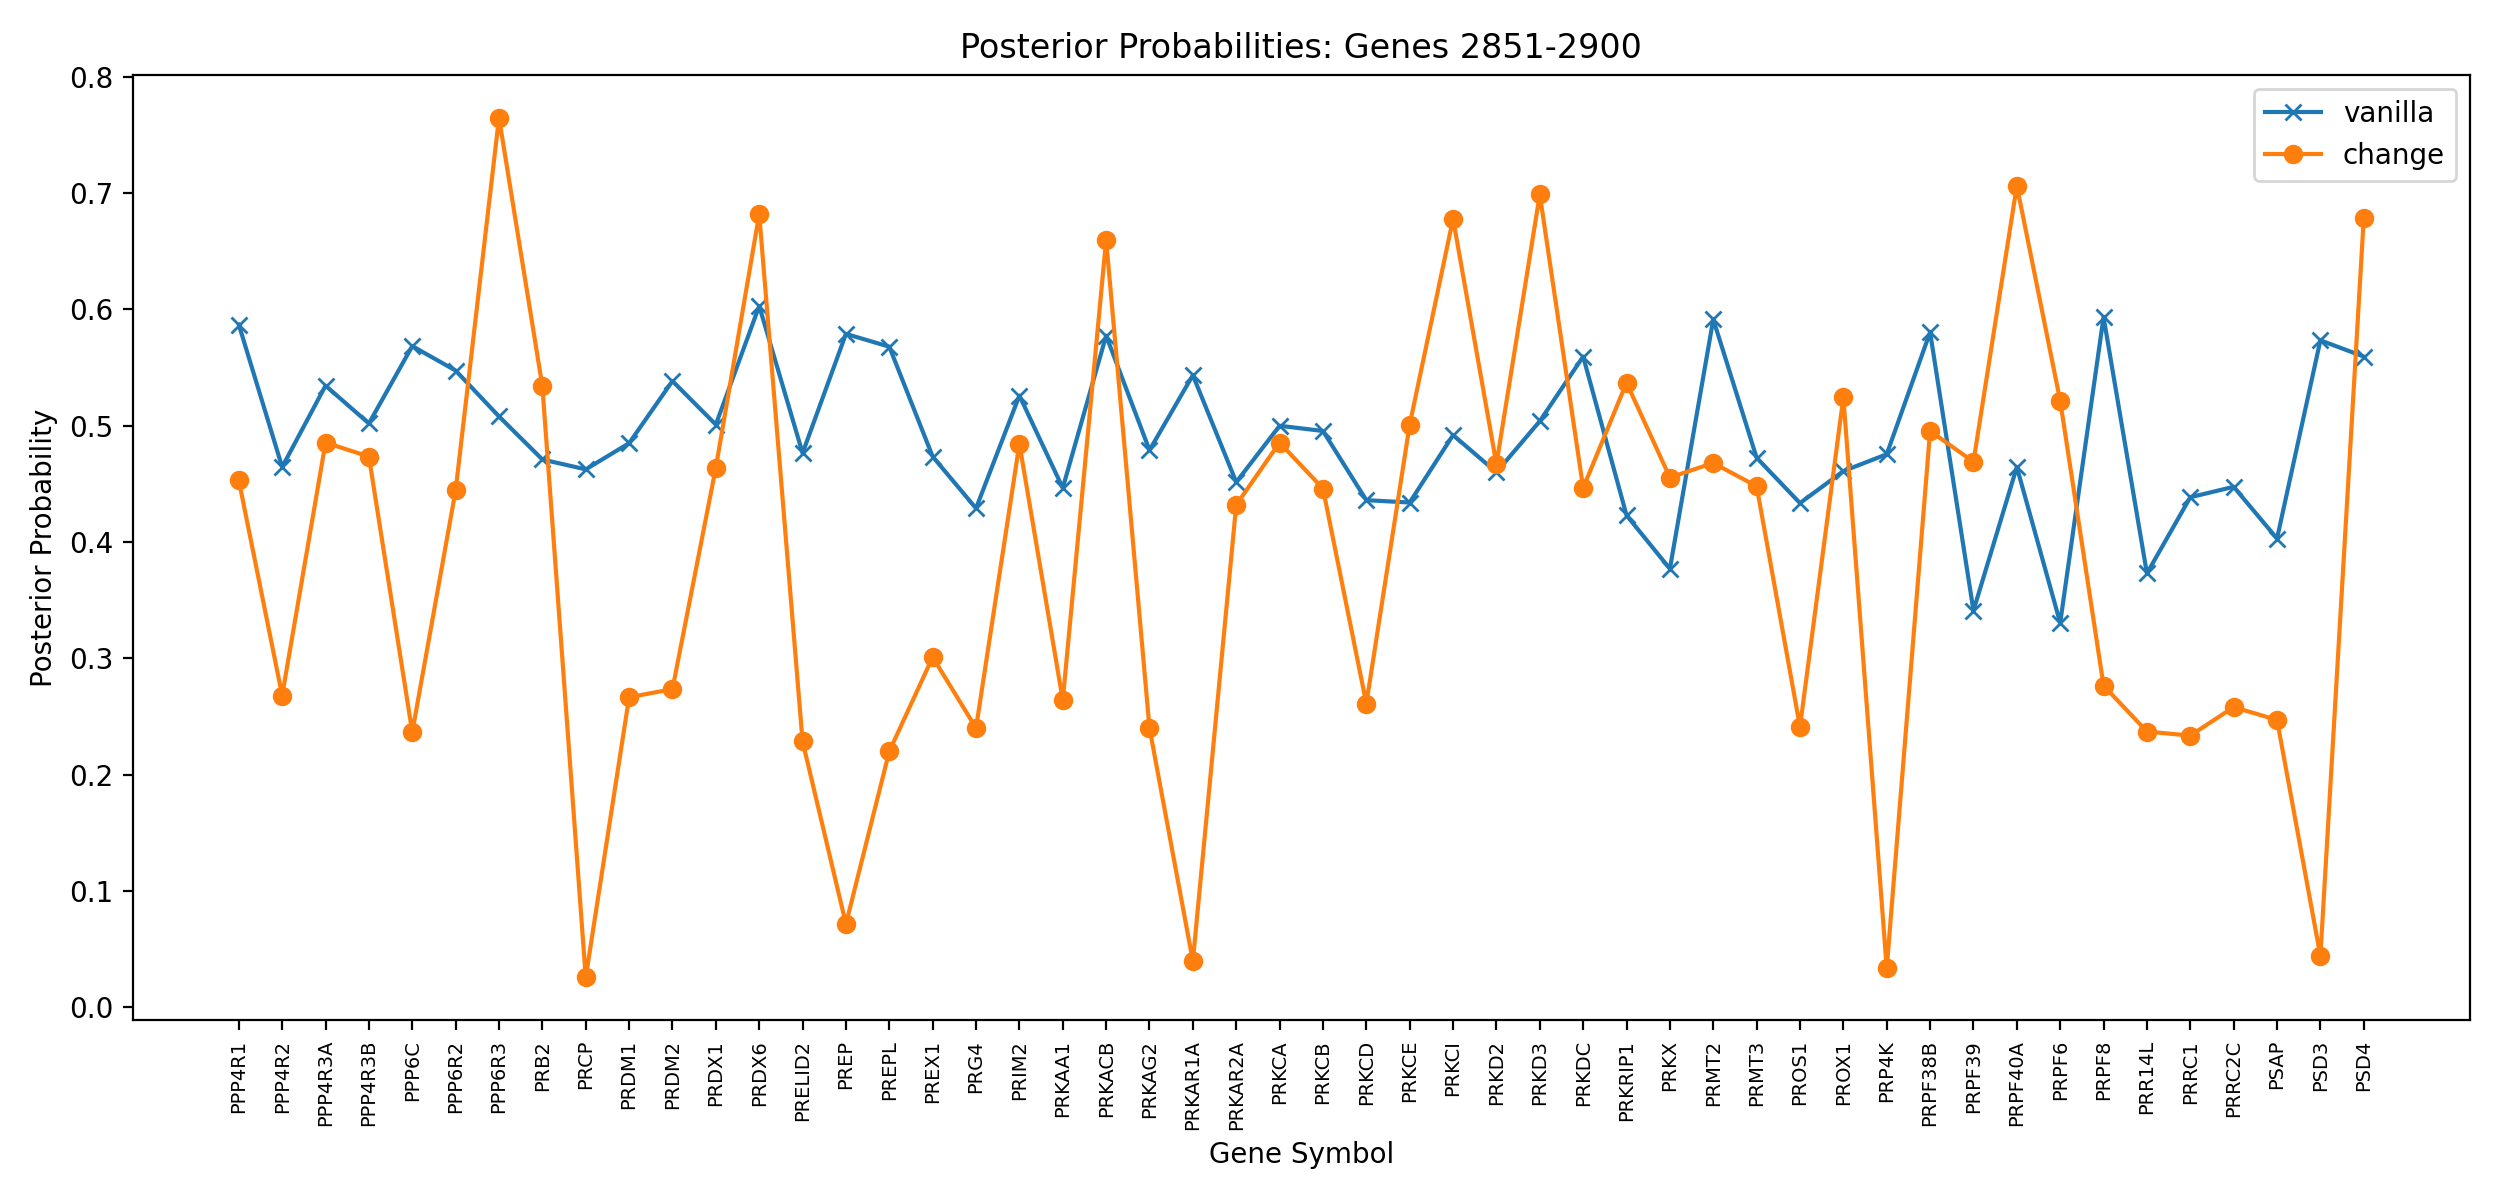 Posterior Probabilities: Genes 2851-2900
vanilla
change
Posterior Probability
0.8
0.7
0.6
0.5
0.4
0.3
0.2
0.1
0.0
PPP4R1
PPP4R2
PPP4R3A
PPP4R3B
PPP6C
PPP6R2
PPP6R3
PRB2
PRCP
PRDM1
PRDM2
PRDX1
PRDX6
PRELID2
PREP
PREPL
PREX1
PRG4
PRIM2
PRKAA1
PRKACB
PRKAG2
PRKAR1A
PRKAR2A
PRKCA
PRKCB
PRKCD
PRKCE
PRKCI
PRKD2
PRKD3
PRKDC
PRKRIP1
PRKX
PRMT2
PRMT3
PROS1
PROX1
PRP4K
PRPF38B
PRPF39
PRPF40A
PRPF6
PRPF8
PRR14L
PRRC1
PRRC2C
PSAP
PSD3
PSD4
Gene Symbol